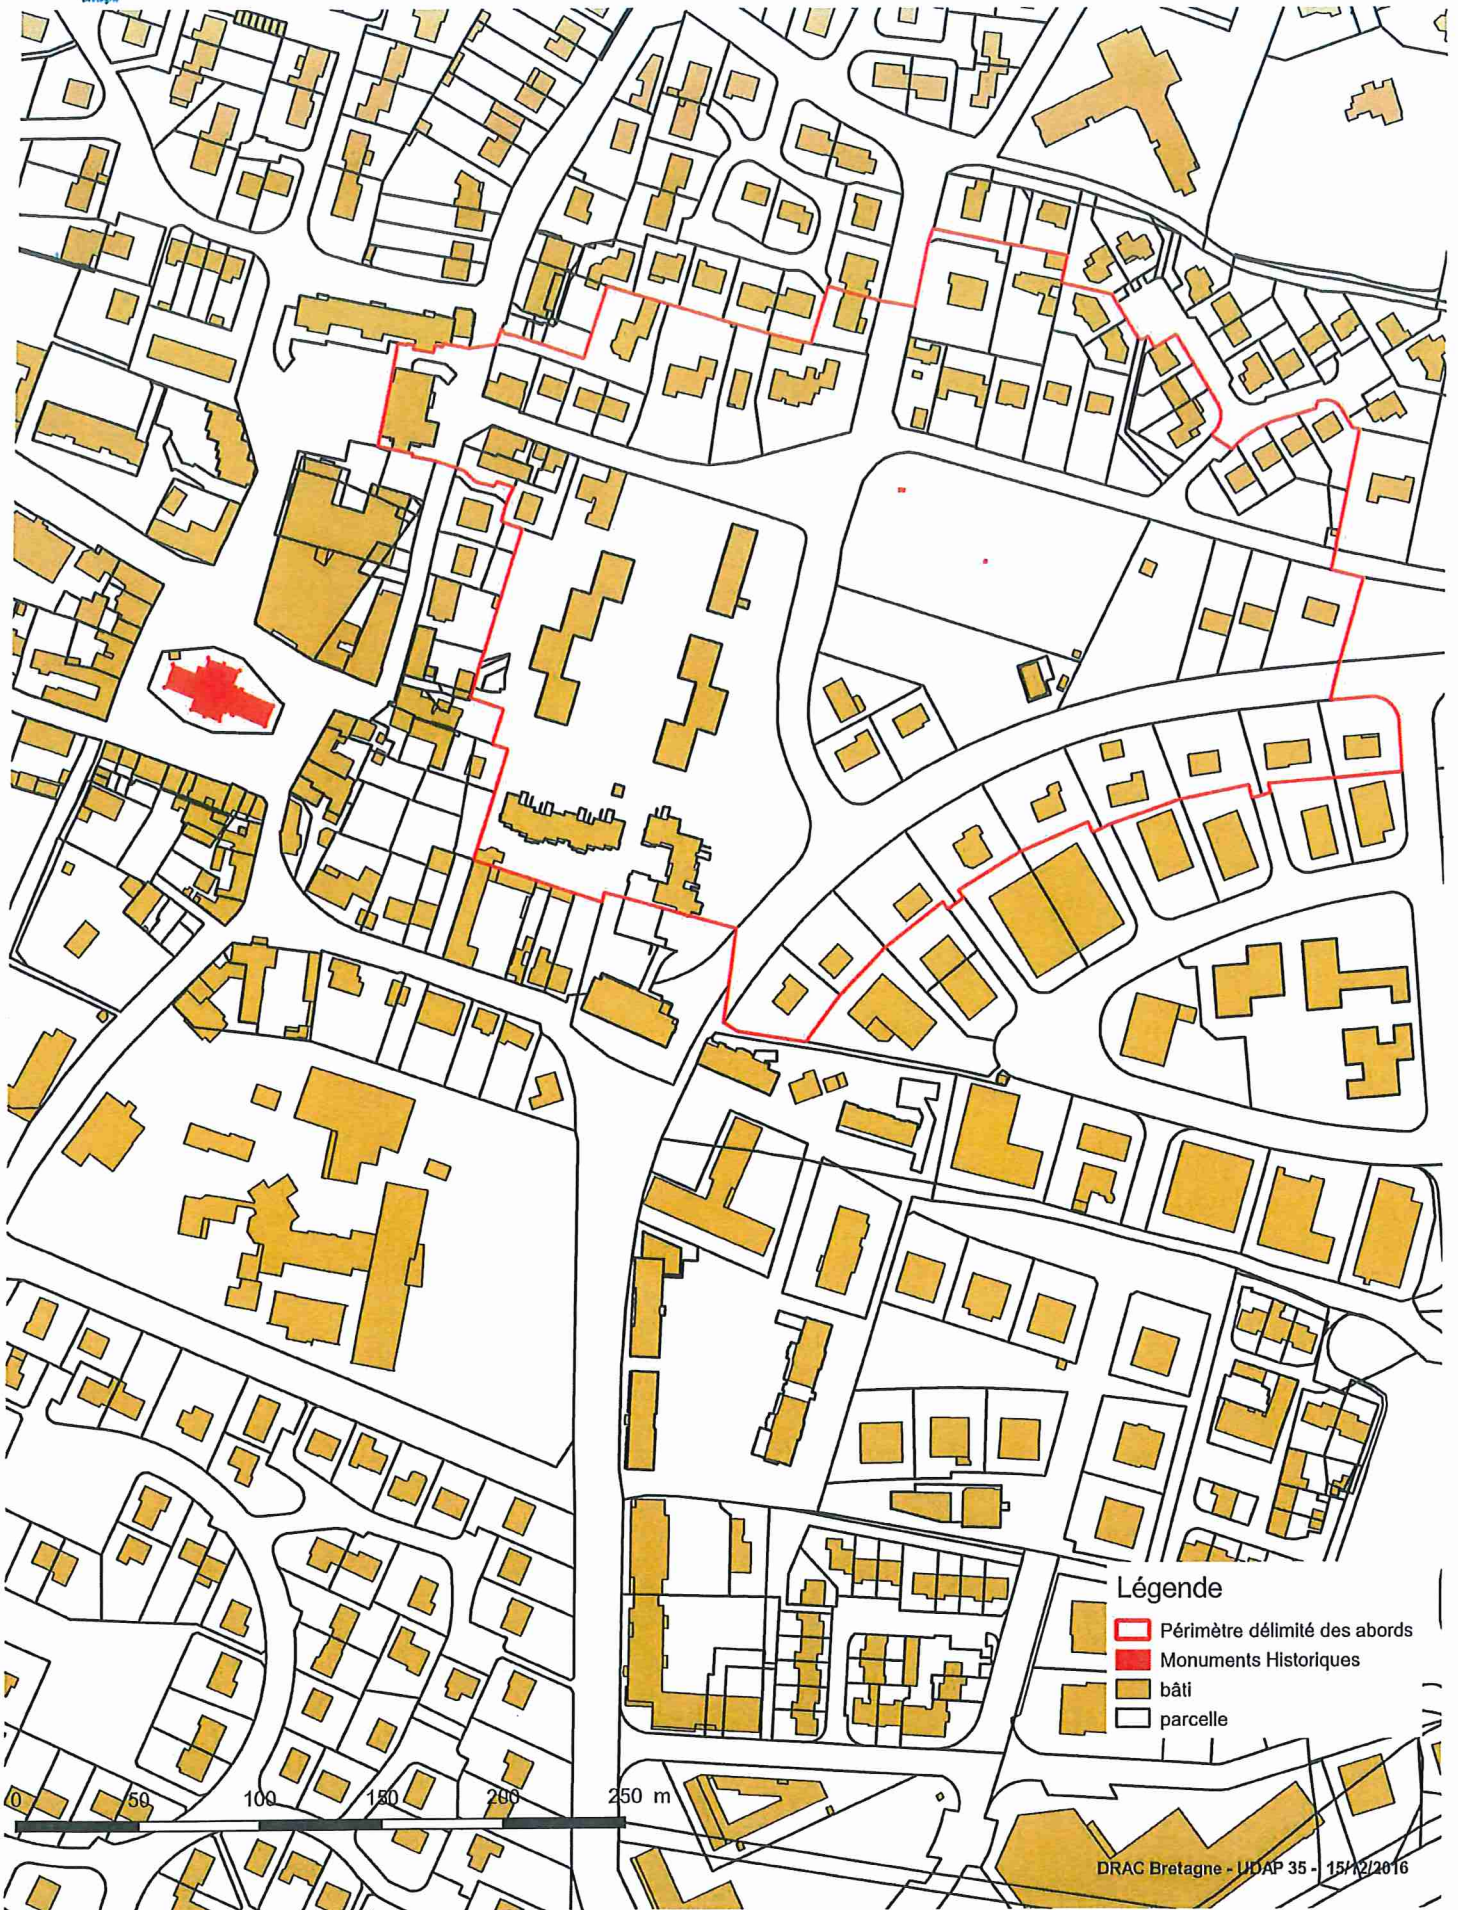 Légende
Périmètre délimité des abords
Monuments Historiques
bâti
parcelle
0 50 100 150 200 250 m
DRAC Bretagne - UDAP 35 - 15/12/2016